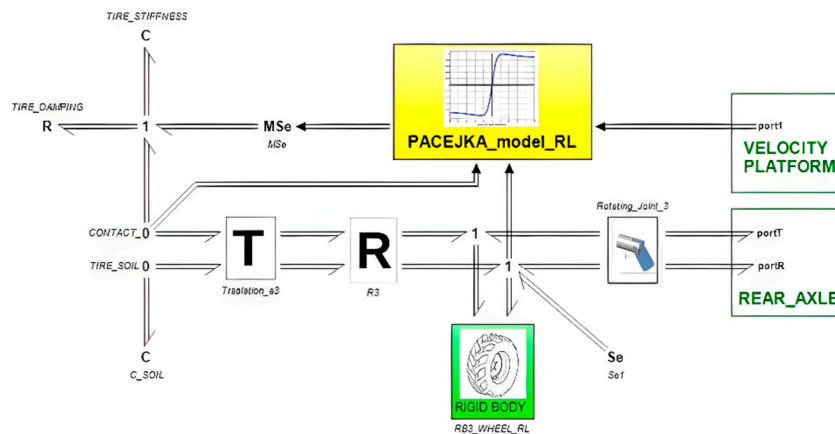 TIRE_STIFFNESS
C
TIRE_DAMPING
R
1
MSe
MSe
PACEJKA_model_RL
port1
VELOCITY
PLATFORM
CONTACT_0
T
R
1
Rotating_Joint_3
portT
TIRE_SOIL 0
Traslation_a3
R3
1
portR
REAR_AXLE
C
C_SOIL
RIGID BODY
RB3_WHEEL_RL
Se
Se1